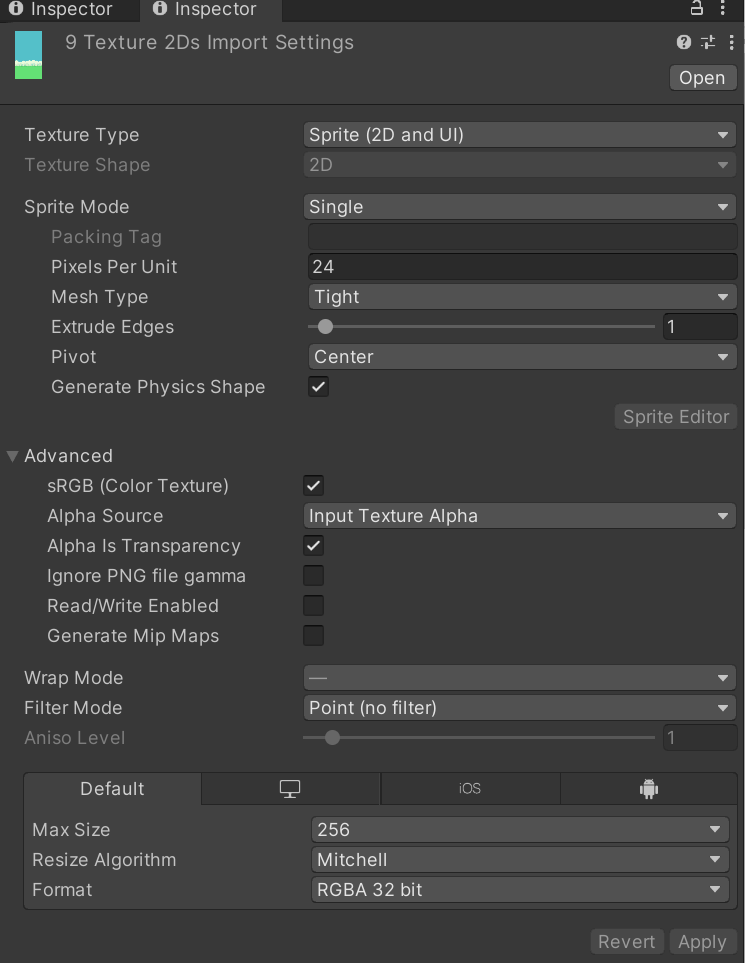 Inspector Inspector
9 Texture 2Ds Import Settings
Open
Texture Type Sprite (2D and UI)
Texture Shape 2D
Sprite Mode Single
Packing Tag
Pixels Per Unit 24
Mesh Type Tight
Extrude Edges 1
Pivot Center
Generate Physics Shape
Sprite Editor
Advanced
sRGB (Color Texture)
Alpha Source Input Texture Alpha
Alpha Is Transparency
Ignore PNG file gamma
Read/Write Enabled
Generate Mip Maps
Wrap Mode —
Filter Mode Point (no filter)
Aniso Level 1
Default iOS
Max Size 256
Resize Algorithm Mitchell
Format RGBA 32 bit
Revert Apply